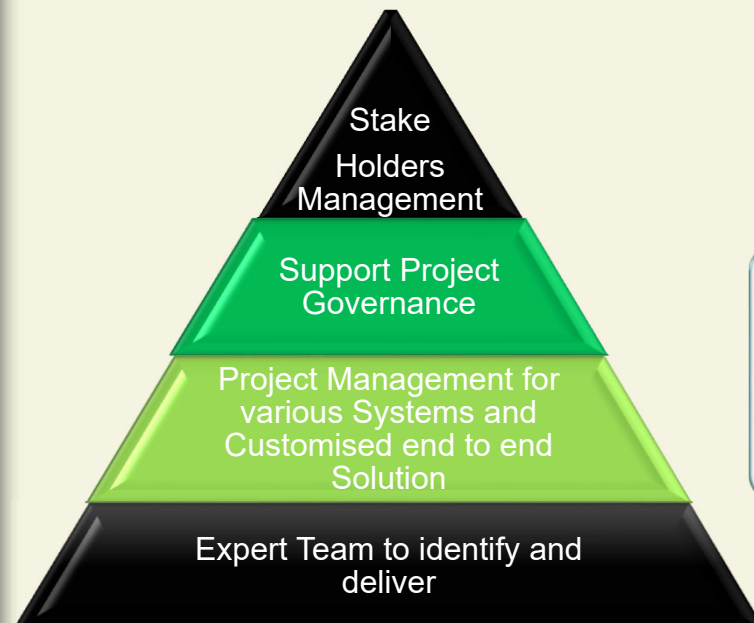 Stake
Holders
Management
Support Project
Governance
Project Management for
various Systems and
Customised end to end
Solution
Expert Team to identify and
deliver